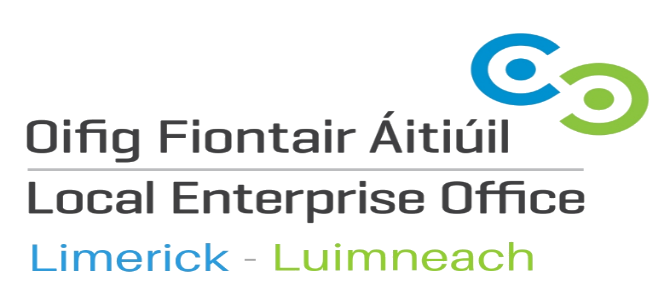 Oifig Fiontair Áitiúil
Local Enterprise Office
Limerick - Luimneach